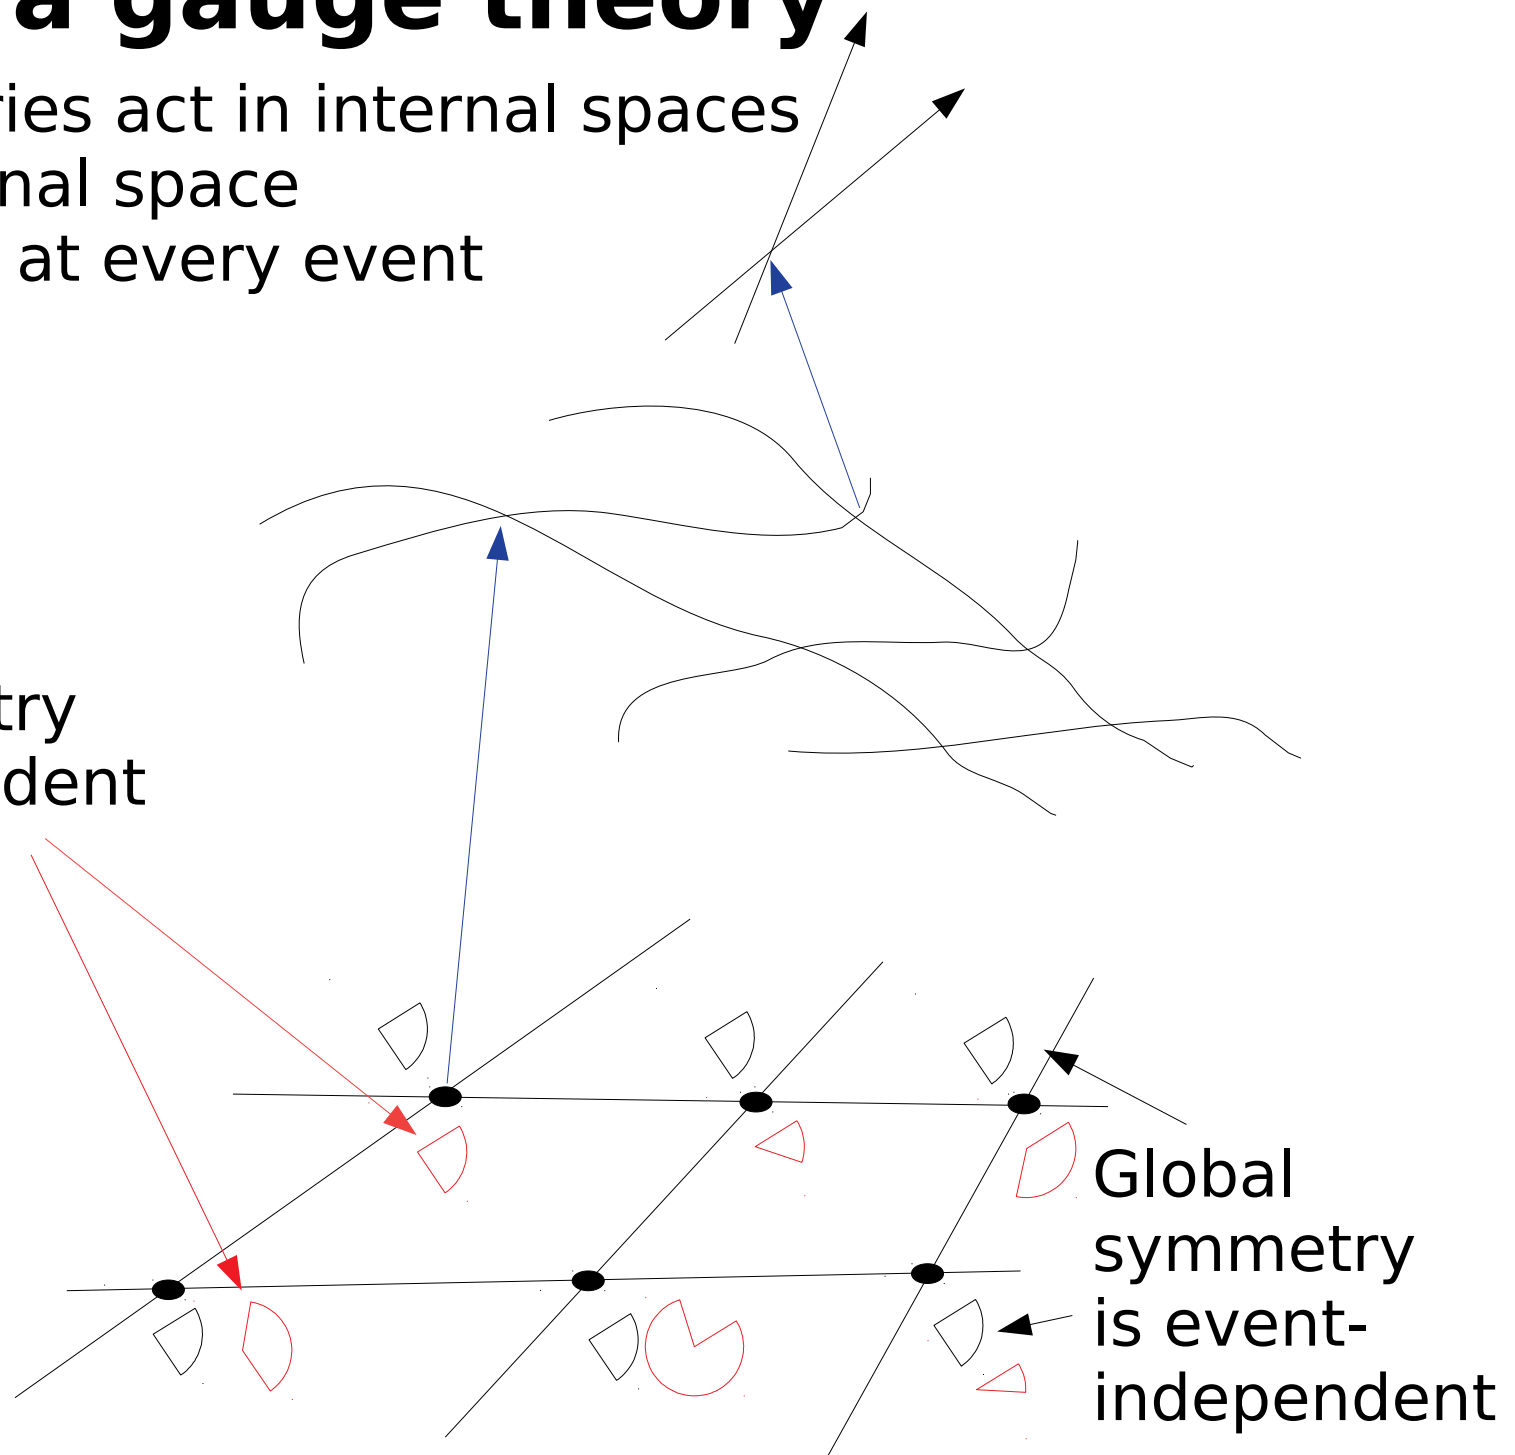 a gauge theory
ries act in internal spaces
nal space
at every event
try
dent
Global
symmetry
is event-
independent